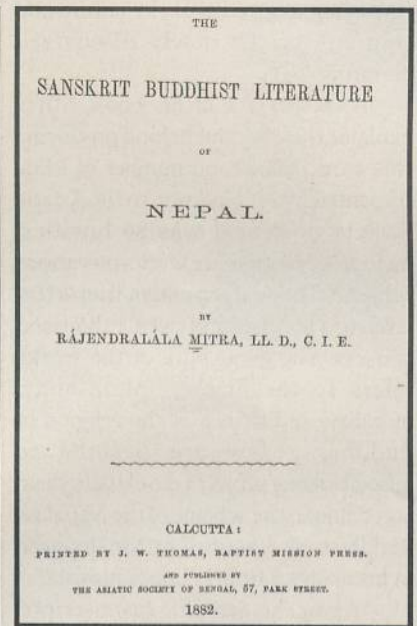 THE
SANSKRIT BUDDHIST LITERATURE
OF
NEPAL.
BY
RÁJENDRALÁLA MITRA, LL. D., C. I. E.
CALCUTTA:
PRINTED BY J. W. THOMAS, BAPTIST MISSION PRESS.
AND PUBLISHED BY
THE ASIATIC SOCIETY OF BENGAL, 57, PARK STREET.
1882.